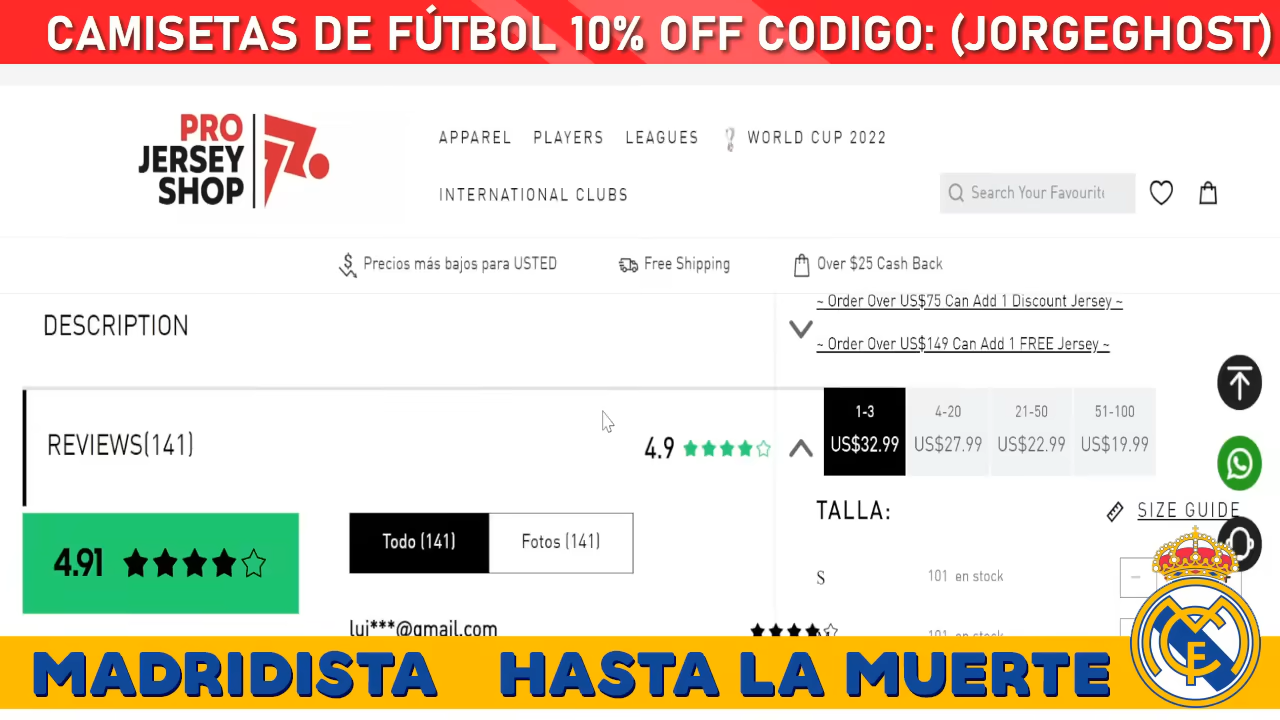 CAMISETAS DE FÚTBOL 10% OFF CODIGO: (JORGEGHOST)
PRO
JERSEY
SHOP
APPAREL PLAYERS LEAGUES WORLD CUP 2022
INTERNATIONAL CLUBS
Search Your Favourite
Precios más bajos para USTED
Free Shipping
Over $25 Cash Back
~ Order Over US$75 Can Add 1 Discount Jersey ~
~ Order Over US$149 Can Add 1 FREE Jersey ~
DESCRIPTION
1-3 4-20 21-50 51-100
US$32.99 US$27.99 US$22.99 US$19.99
REVIEWS(141)
4.9
TALLA:
SIZE GUIDE
4.91
Todo (141)
Fotos (141)
S
101 en stock
luj***@gmail.com
101 en stock
MADRIDISTA HASTA LA MUERTE